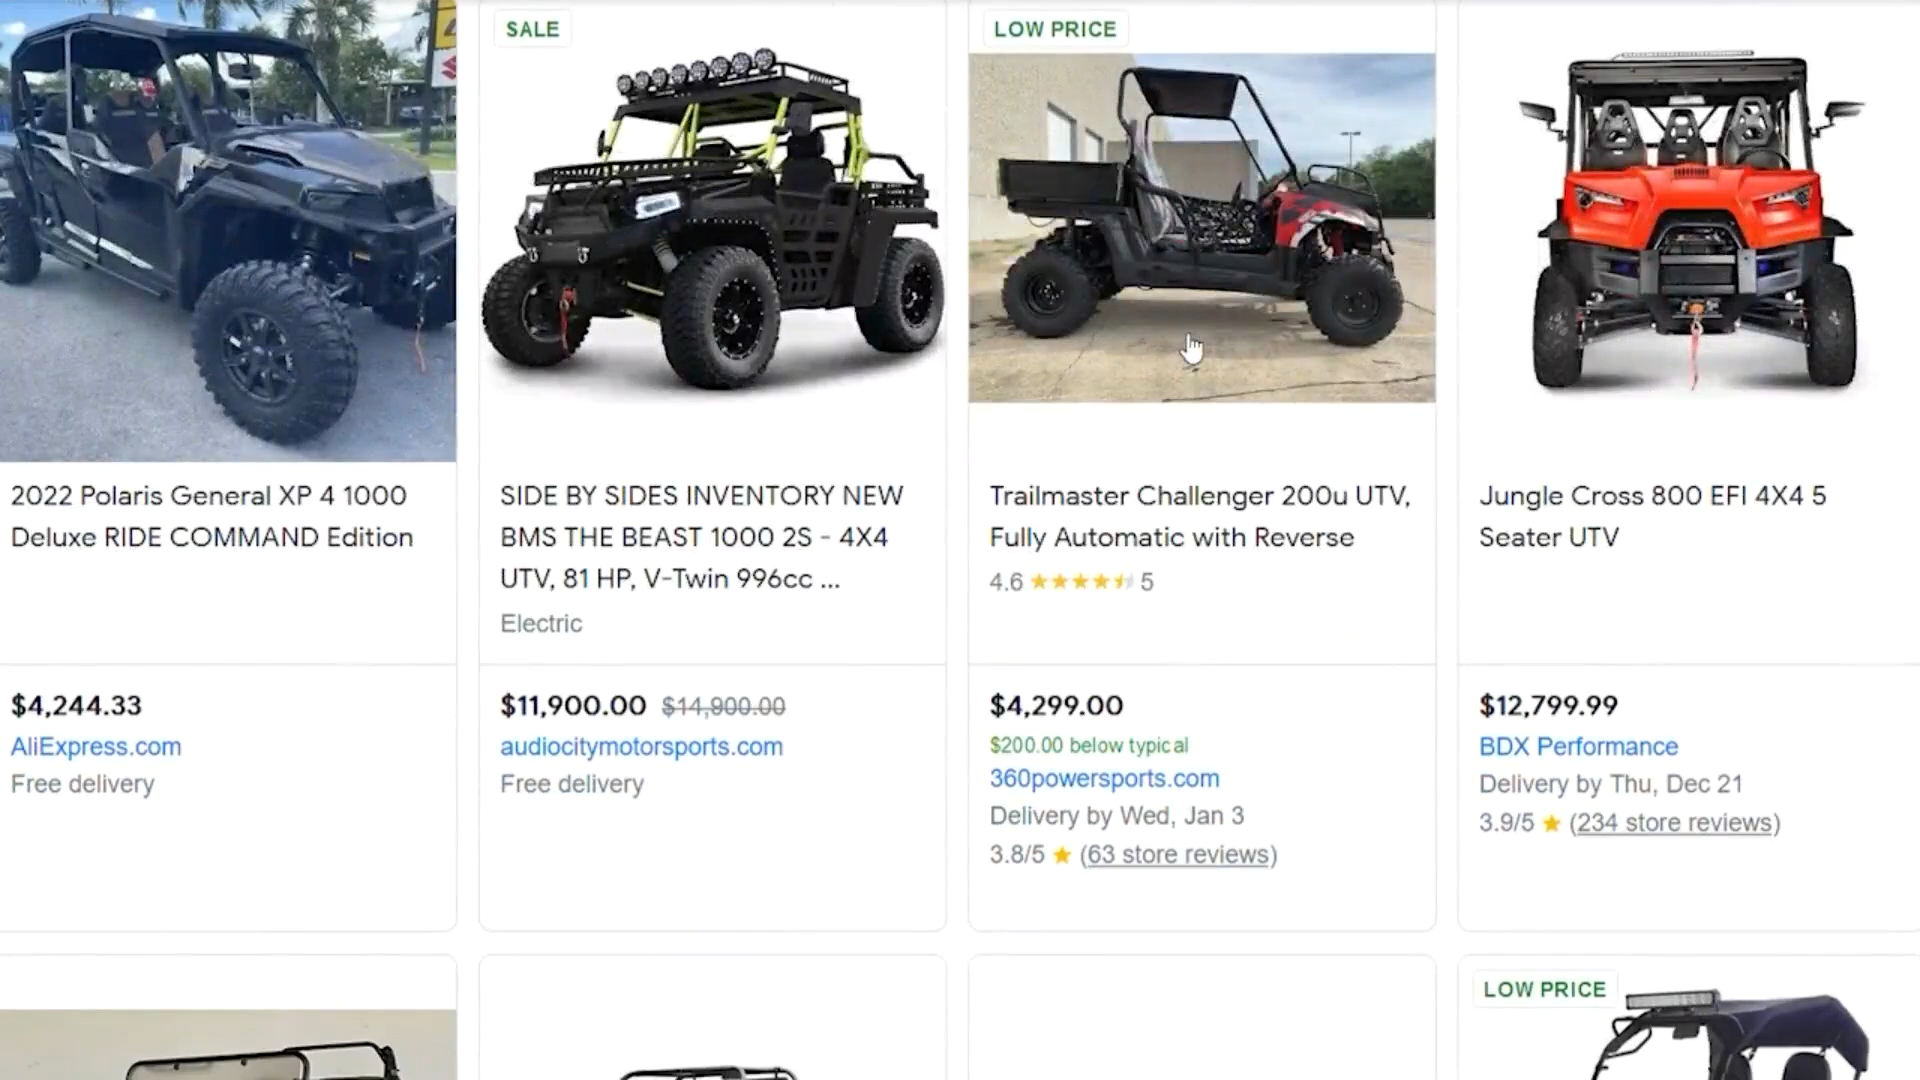 2022 Polaris General XP 4 1000
Deluxe RIDE COMMAND Edition
$4,244.33
AliExpress.com
Free delivery
SALE
SIDE BY SIDES INVENTORY NEW
BMS THE BEAST 1000 2S - 4X4
UTV, 81 HP, V-Twin 996cc ...
Electric
$11,900.00 $14,900.00
audiocitymotorsports.com
Free delivery
LOW PRICE
Trailmaster Challenger 200u UTV,
Fully Automatic with Reverse
4.6 ★★★★★ 5
$4,299.00
$200.00 below typical
360powersports.com
Delivery by Wed, Jan 3
3.8/5 ★ (63 store reviews)
Jungle Cross 800 EFI 4X4 5
Seater UTV
$12,799.99
BDX Performance
Delivery by Thu, Dec 21
3.9/5 ★ (234 store reviews)
LOW PRICE